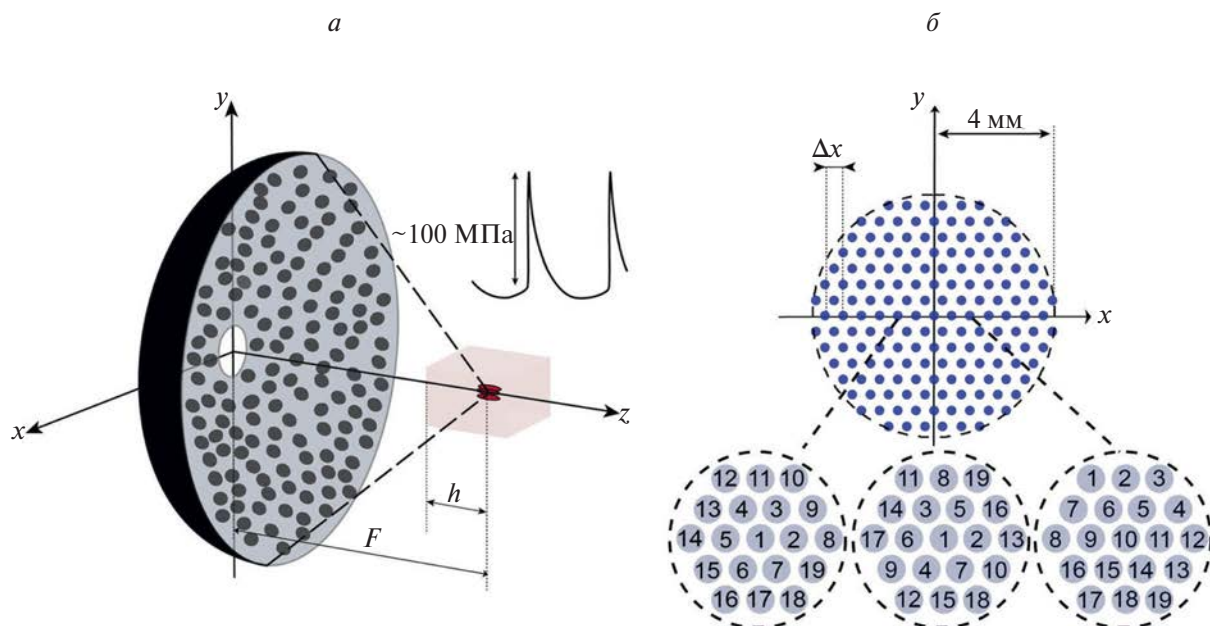 а
y
~100 МПа
x
z
h
F
б
y
4 мм
Δx
x
12 11 10
13 4 3 9
14 5 1 2 8
15 6 7 19
16 17 18
11 8 19
14 3 5 16
17 6 1 2 13
9 4 7 10
12 15 18
1 2 3
7 6 5 4
8 9 10 11 12
16 15 14 13
17 18 19